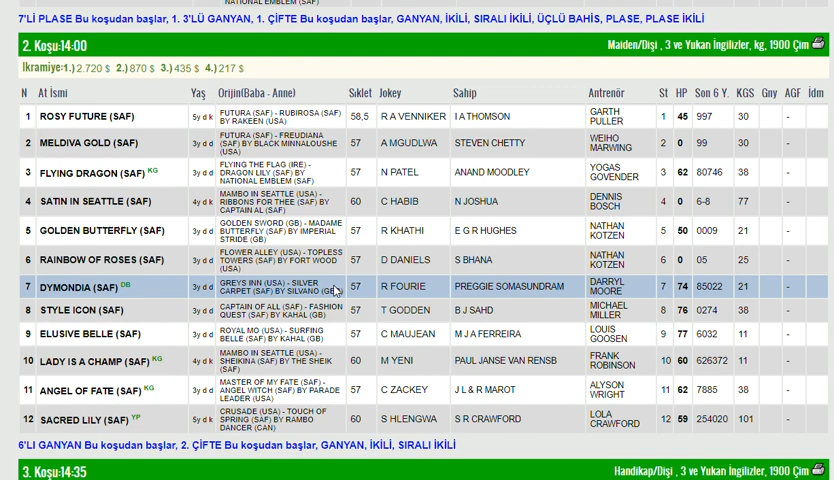 NATIONAL EMBLEM (SAF)
7'Lİ PLASE Bu koşudan başlar, 1. 3'LÜ GANYAN, 1. ÇİFTE Bu koşudan başlar, GANYAN, İKİLİ, SIRALI İKİLİ, ÜÇLÜ BAHİS, PLASE, PLASE İKİLİ
2. Koşu:14:00 Maiden/Dişi , 3 ve Yukarı İngilizler, kg, 1900 Çim
İkramiye:1.) 2.720 $ 2.) 870 $ 3.) 435 $ 4.) 217 $
N At İsmi Yaş Orijin(Baba - Anne) Sıklet Jokey Sahip Antrenör St HP Son 6 Y. KGS Gny AGF İdm
1 ROSY FUTURE (SAF) 5y d k FUTURA (SAF) - RUBIROSA (SAF) BY RAKEEN (USA) 58,5 R A VENNIKER I A THOMSON GARTH PULLER 1 45 997 30 -
2 MELDIVA GOLD (SAF) 3y d d FUTURA (SAF) - FREUDIANA (SAF) BY BLACK MINNALOUSHE (USA) 57 A MGUDLWA STEVEN CHETTY WEIHO MARWING 2 0 99 30 -
3 FLYING DRAGON (SAF) KG 3y d d FLYING THE FLAG (IRE) - DRAGON LILY (SAF) BY NATIONAL EMBLEM (SAF) 57 N PATEL ANAND MOODLEY YOGAS GOVENDER 3 62 80746 38 -
4 SATIN IN SEATTLE (SAF) 4y d k MAMBO IN SEATTLE (USA) - RIBBONS FOR THEE (SAF) BY CAPTAIN AL (SAF) 60 C HABIB N JOSHUA DENNIS BOSCH 4 0 6-8 77 -
5 GOLDEN BUTTERFLY (SAF) 3y d d GOLDEN SWORD (GB) - MADAME BUTTERFLY (SAF) BY IMPERIAL STRIDE (GB) 57 R KHATHI E G R HUGHES NATHAN KOTZEN 5 50 0009 21 -
6 RAINBOW OF ROSES (SAF) 3y d d FLOWER ALLEY (USA) - TOPLESS TOWERS (SAF) BY FORT WOOD (USA) 57 D DANIELS S BHANA NATHAN KOTZEN 6 0 05 25 -
7 DYMONDIA (SAF) DB 3y d d GREYS INN (USA) - SILVER CARPET (SAF) BY SILVANO (GER) 57 R FOURIE PREGGIE SOMASUNDRAM DARRYL MOORE 7 74 85022 21 -
8 STYLE ICON (SAF) 3y d d CAPTAIN OF ALL (SAF) - FASHION QUEST (SAF) BY KAHAL (GB) 57 T GODDEN B J SAHD MICHAEL MILLER 8 76 0274 38 -
9 ELUSIVE BELLE (SAF) 3y d d ROYAL MO (USA) - SURFING BELLE (SAF) BY KAHAL (GB) 57 C MAUJEAN M J A FERREIRA LOUIS GOOSEN 9 77 6032 11 -
10 LADY IS A CHAMP (SAF) KG 4y d k MAMBO IN SEATTLE (USA) - SHEIKINA (SAF) BY THE SHEIK (SAF) 60 M YENI PAUL JANSE VAN RENSB FRANK ROBINSON 10 60 626372 11 -
11 ANGEL OF FATE (SAF) KG 3y d d MASTER OF MY FATE (SAF) - ANGEL WITCH (SAF) BY PARADE LEADER (USA) 57 C ZACKEY J L & R MAROT ALYSON WRIGHT 11 62 7885 38 -
12 SACRED LILY (SAF) YP 5y d k CRUSADE (USA) - TOUCH OF SPRING (SAF) BY RAMBO DANCER (CAN) 60 S HLENGWA S R CRAWFORD LOLA CRAWFORD 12 59 254020 101 -
6'LI GANYAN Bu koşudan başlar, 2. ÇİFTE Bu koşudan başlar, GANYAN, İKİLİ, SIRALI İKİLİ
3. Koşu:14:35 Handikap/Dişi , 3 ve Yukarı İngilizler, 1900 Çim